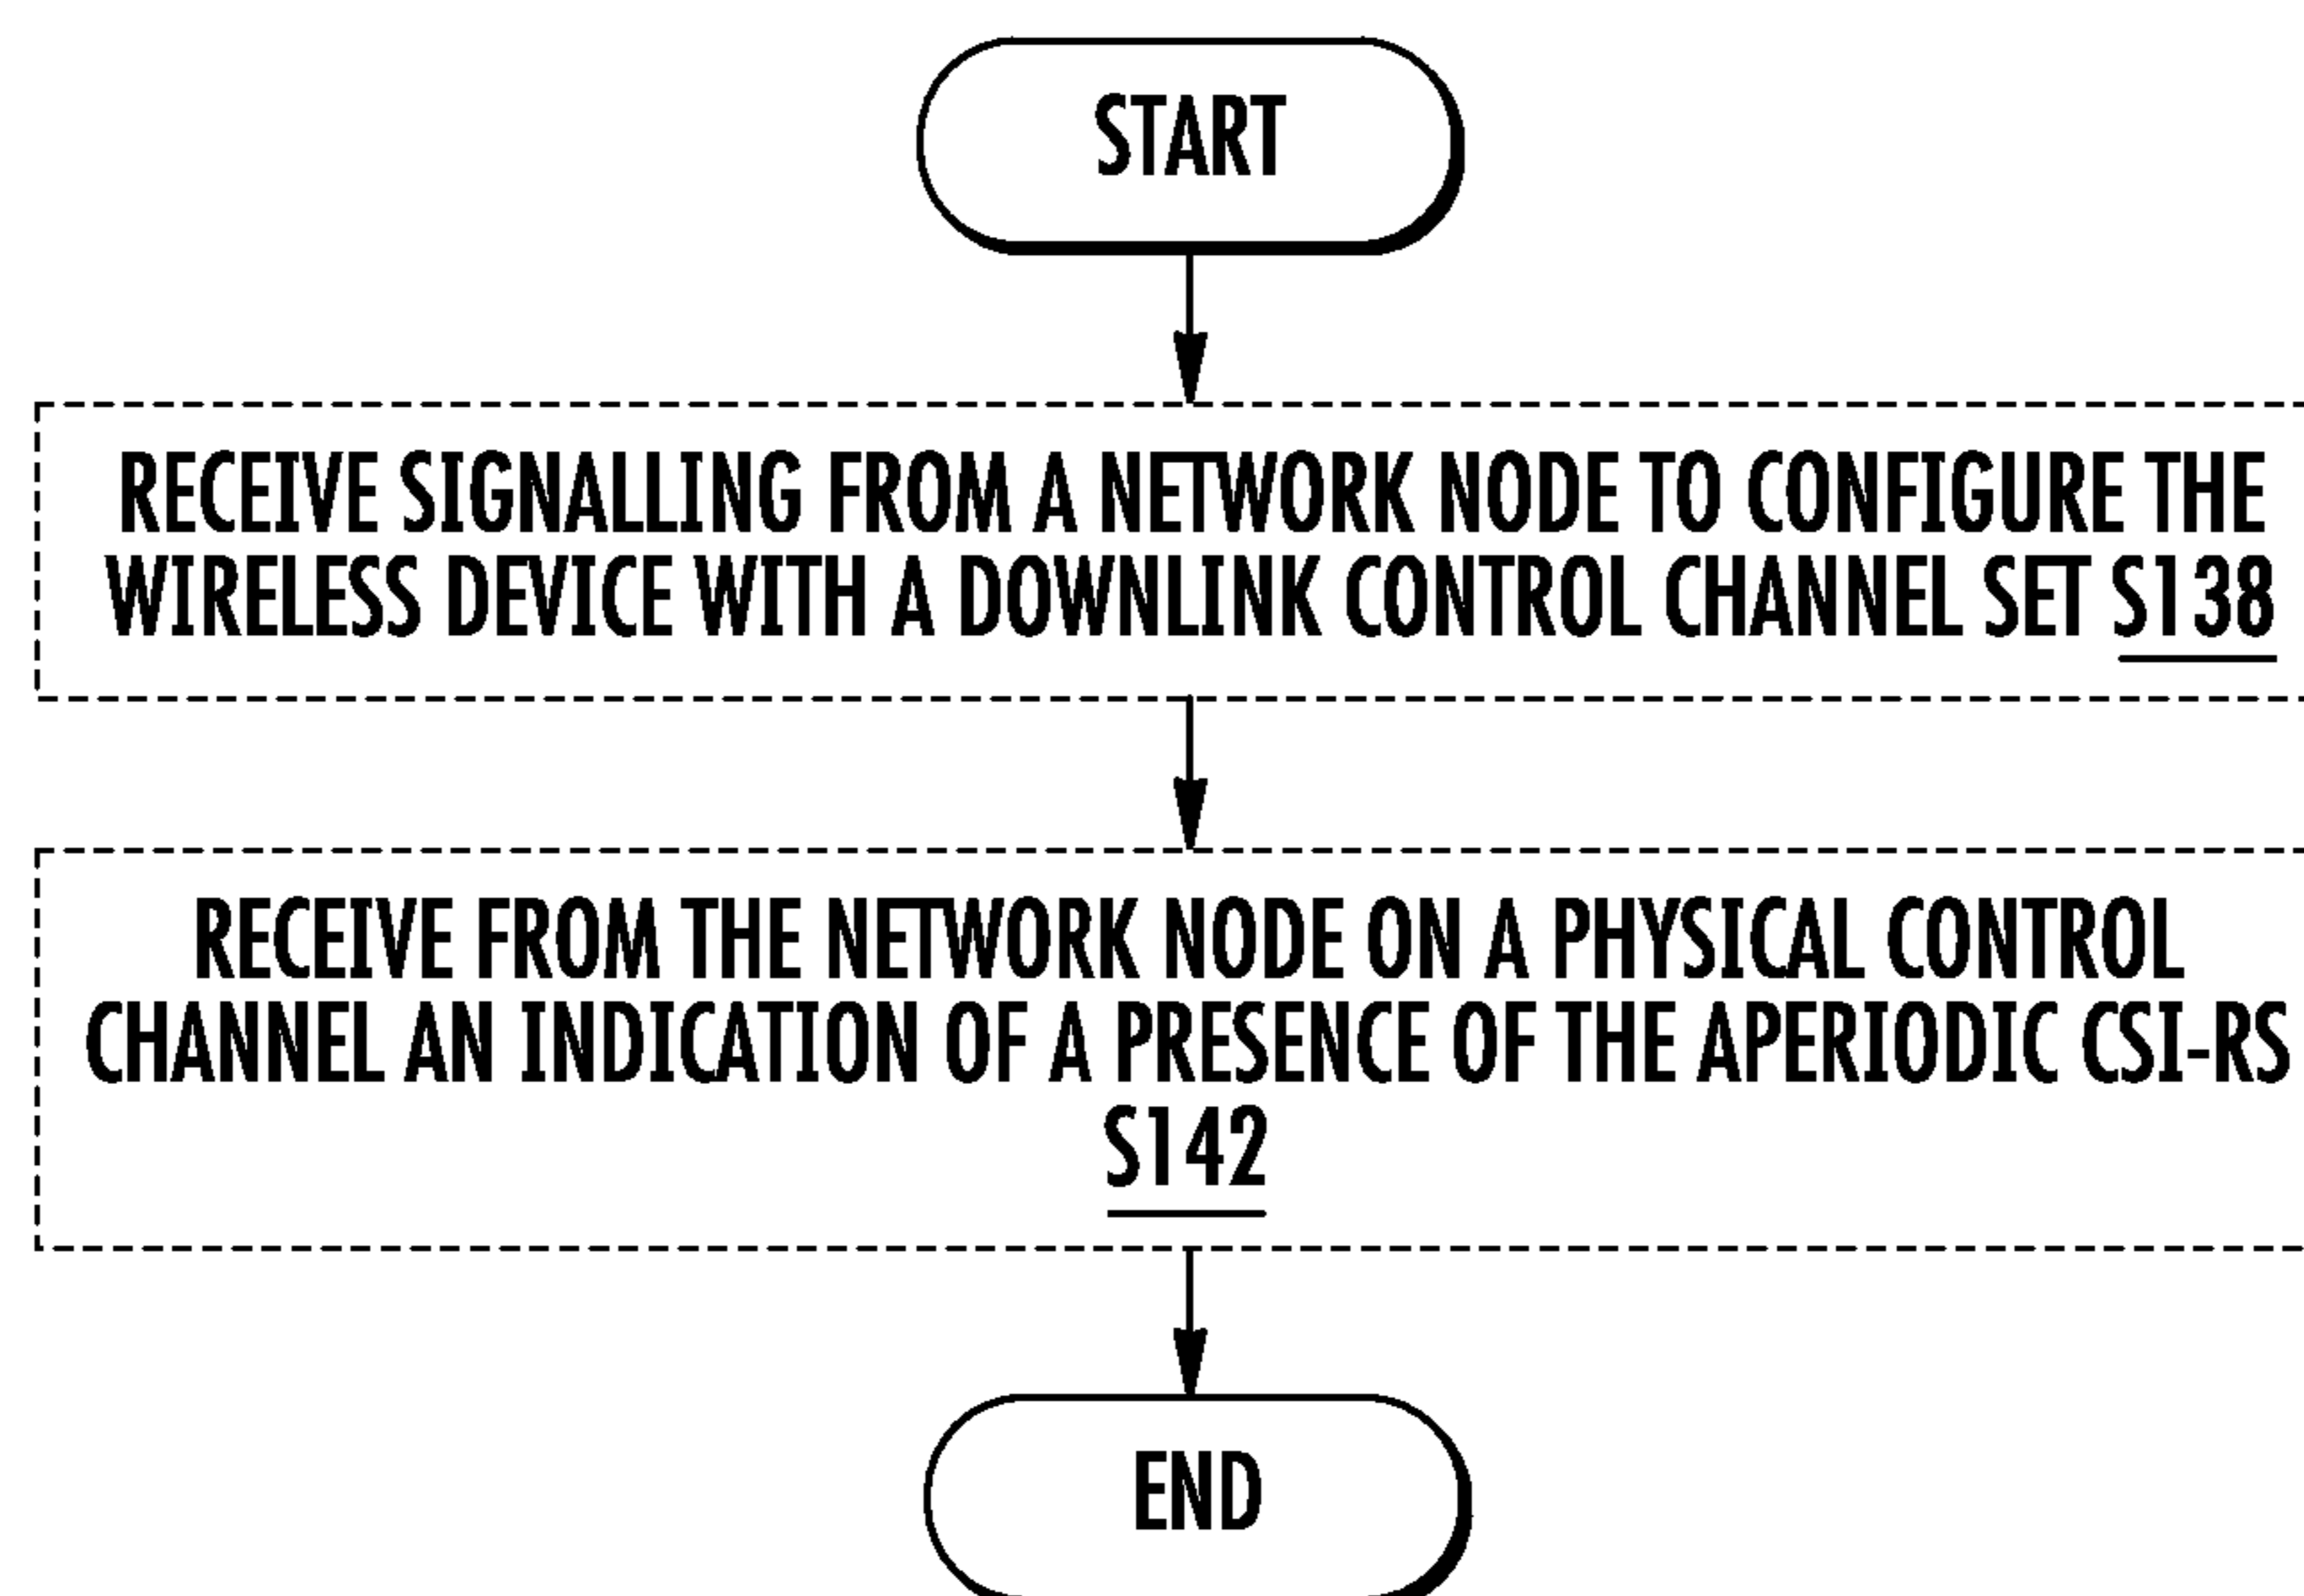 START
RECEIVE SIGNALLING FROM A NETWORK NODE TO CONFIGURE THE
WIRELESS DEVICE WITH A DOWNLINK CONTROL CHANNEL SET S138
RECEIVE FROM THE NETWORK NODE ON A PHYSICAL CONTROL
CHANNEL AN INDICATION OF A PRESENCE OF THE APERIODIC CSI-RS
S142
END